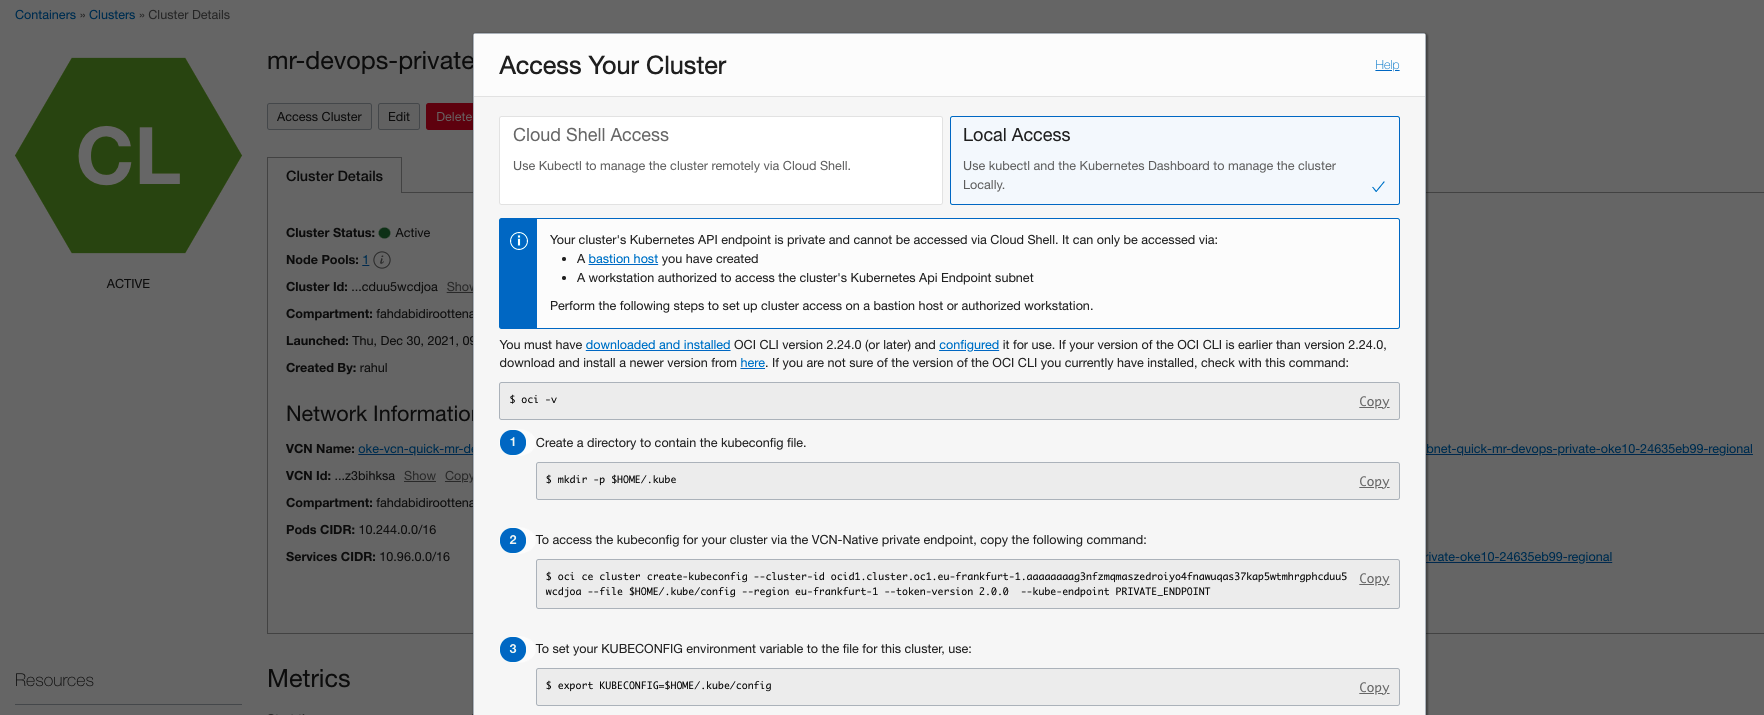 Containers » Clusters » Cluster Details
CL
ACTIVE
mr-devops-private
Access Cluster
Edit
Delete
Cluster Details
Cluster Status: Active
Node Pools: 1
Cluster Id: ...cduu5wcdjoa Show
Compartment: fahdabidiroottena
Launched: Thu, Dec 30, 2021, 09
Created By: rahul
Network Information
VCN Name: oke-vcn-quick-mr-de
VCN Id: ...z3bihksa Show Copy
Compartment: fahdabidiroottena
Pods CIDR: 10.244.0.0/16
Services CIDR: 10.96.0.0/16
bnet-quick-mr-devops-private-oke10-24635eb99-regional
rivate-oke10-24635eb99-regional
Resources
Metrics
Access Your Cluster
Help
Cloud Shell Access
Use Kubectl to manage the cluster remotely via Cloud Shell.
Local Access
Use kubectl and the Kubernetes Dashboard to manage the cluster
Locally.
Your cluster's Kubernetes API endpoint is private and cannot be accessed via Cloud Shell. It can only be accessed via:
• A bastion host you have created
• A workstation authorized to access the cluster's Kubernetes Api Endpoint subnet
Perform the following steps to set up cluster access on a bastion host or authorized workstation.
You must have downloaded and installed OCI CLI version 2.24.0 (or later) and configured it for use. If your version of the OCI CLI is earlier than version 2.24.0,
download and install a newer version from here. If you are not sure of the version of the OCI CLI you currently have installed, check with this command:
$ oci -v
Copy
1 Create a directory to contain the kubeconfig file.
$ mkdir -p $HOME/.kube
Copy
2 To access the kubeconfig for your cluster via the VCN-Native private endpoint, copy the following command:
$ oci ce cluster create-kubeconfig --cluster-id ocid1.cluster.oc1.eu-frankfurt-1.aaaaaaaag3nfzmqmaszedroiyo4fnawuqas37kap5wtmhrgphcduu5
Copy
wcdjoa --file $HOME/.kube/config --region eu-frankfurt-1 --token-version 2.0.0 --kube-endpoint PRIVATE_ENDPOINT
3 To set your KUBECONFIG environment variable to the file for this cluster, use:
$ export KUBECONFIG=$HOME/.kube/config
Copy